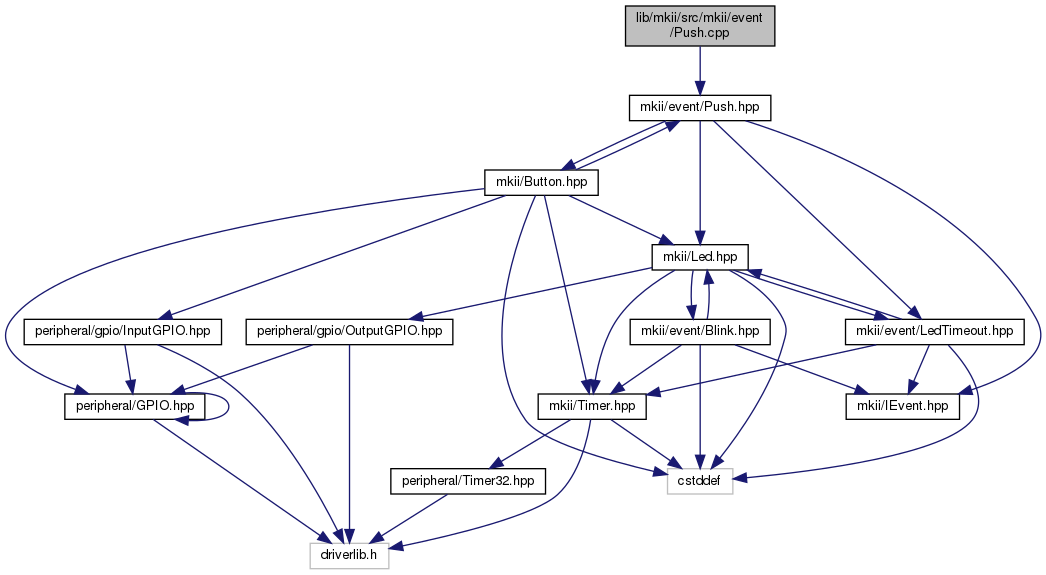 lib/mkii/src/mkii/event
/Push.cpp
mkii/event/Push.hpp
mkii/Button.hpp
mkii/Led.hpp
peripheral/gpio/InputGPIO.hpp
peripheral/gpio/OutputGPIO.hpp
mkii/event/Blink.hpp
mkii/event/LedTimeout.hpp
peripheral/GPIO.hpp
mkii/Timer.hpp
mkii/IEvent.hpp
peripheral/Timer32.hpp
cstddef
driverlib.h